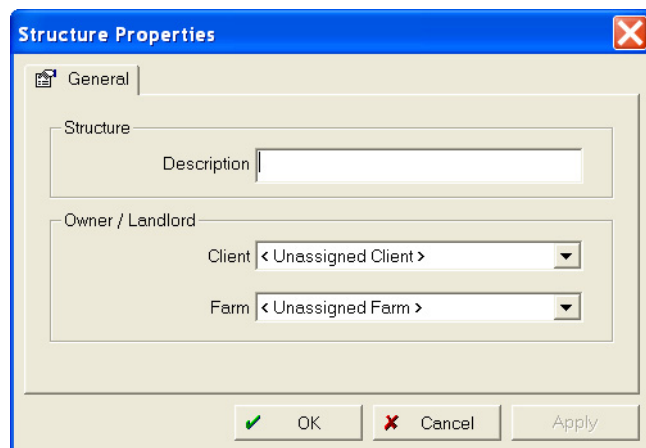 Structure Properties
General
Structure
Description
Owner / Landlord
Client < Unassigned Client >
Farm < Unassigned Farm >
OK Cancel Apply